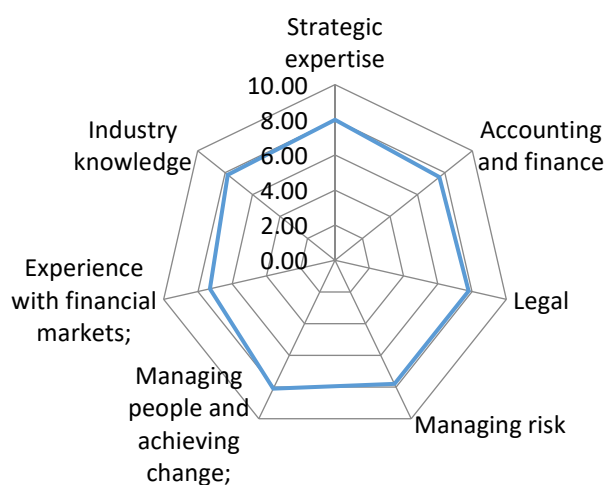 Strategic
expertise
10.00
8.00
6.00
4.00
2.00
0.00
Accounting
and finance
Legal
Managing risk
Managing
people and
achieving
change;
Experience
with financial
markets;
Industry
knowledge